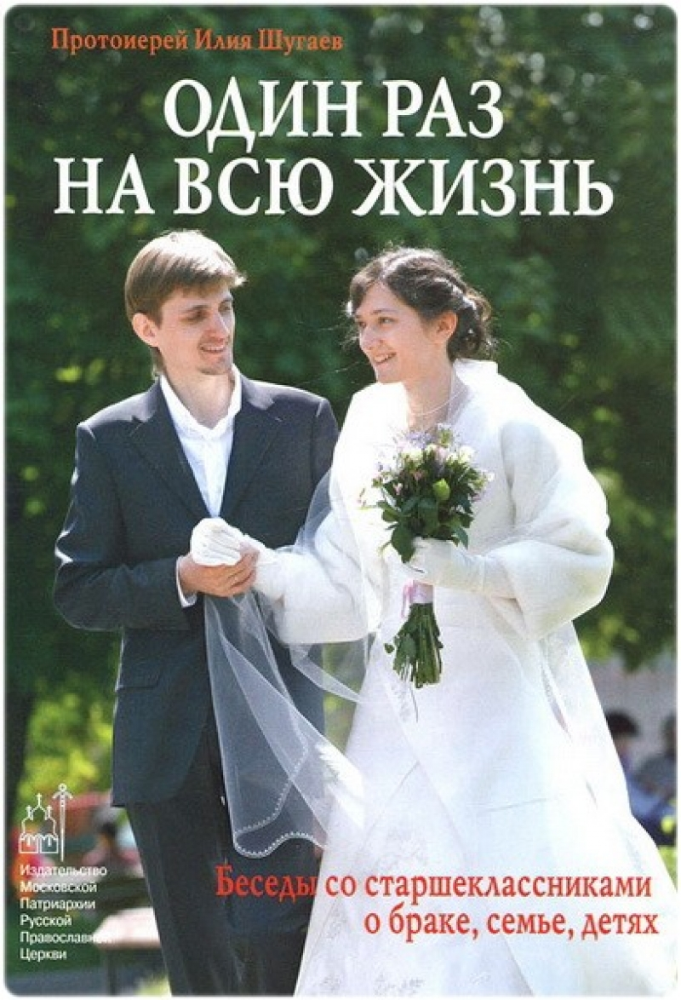 Протоиерей Илия Шугаев
ОДИН РАЗ
НА ВСЮ ЖИЗНЬ
Издательство
Московской
Патриархии
Русской
Православной
Церкви
Беседы со старшеклассниками
о браке, семье, детях